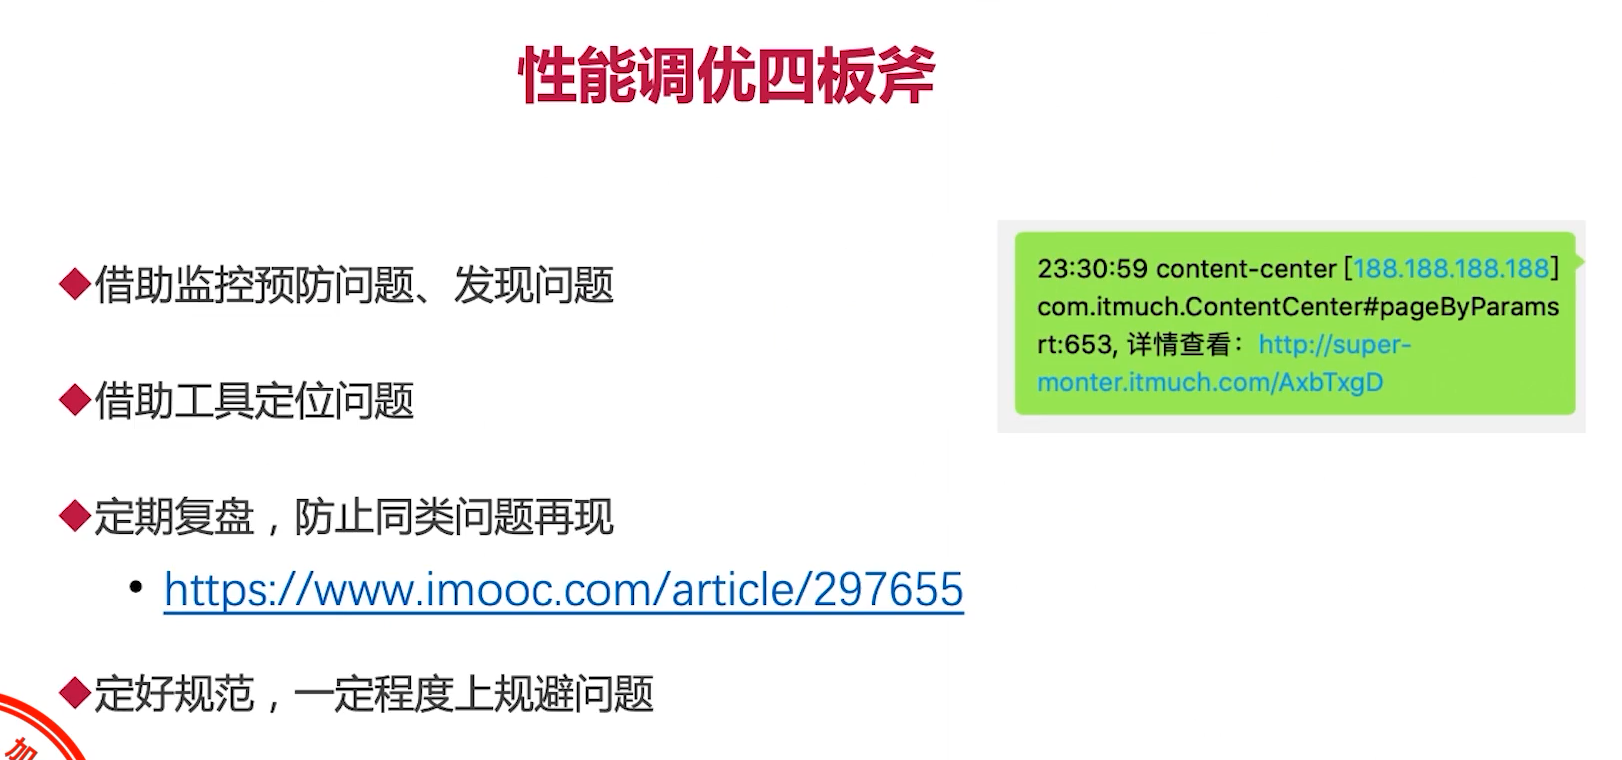 性能调优四板斧
◆借助监控预防问题、发现问题
◆借助工具定位问题
◆定期复盘，防止同类问题再现
• https://www.imooc.com/article/297655
◆定好规范，一定程度上规避问题
23:30:59 content-center [188.188.188.188]
com.itmuch.ContentCenter#pageByParams
rt:653, 详情查看：http://super-
monter.itmuch.com/AxbTxgD
加